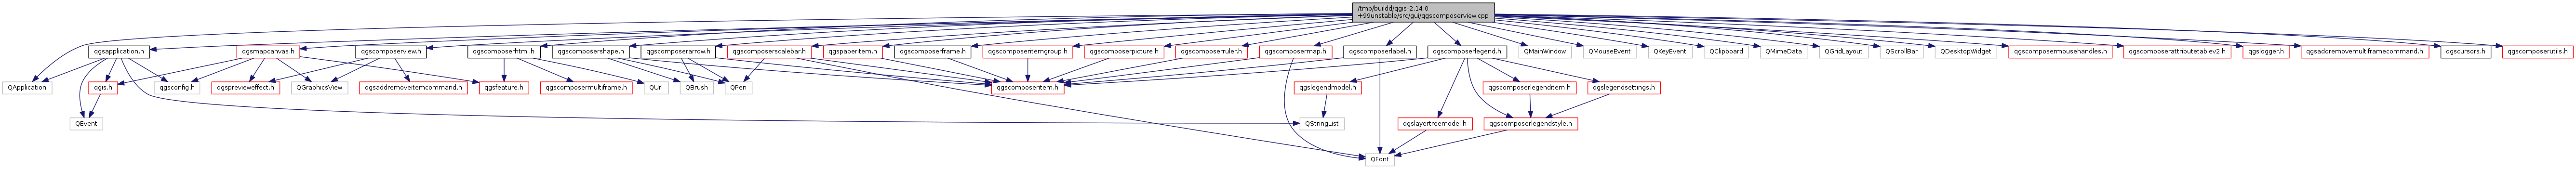 /tmp/buildd/qgis-2.14.0
+99unstable/src/gui/qgscomposerview.cpp
qgsapplication.h
qgsmapcanvas.h
qgscomposerview.h
qgscomposerhtml.h
qgscomposershape.h
qgscomposerarrow.h
qgscomposerscalebar.h
qgspaperitem.h
qgscomposerframe.h
qgscomposeritemgroup.h
qgscomposerpicture.h
qgscomposerruler.h
qgscomposermap.h
qgscomposerlabel.h
qgscomposerlegend.h
QMainWindow
QMouseEvent
QKeyEvent
QClipboard
QMimeData
QGridLayout
QScrollBar
QDesktopWidget
qgscomposermousehandles.h
qgscomposerattributetablev2.h
qgslogger.h
qgsaddremovemultiframecommand.h
qgscursors.h
qgscomposerutils.h
QApplication
qgis.h
qgsconfig.h
qgsprevieweffect.h
QGraphicsView
qgsaddremoveitemcommand.h
qgsfeature.h
qgscomposermultiframe.h
QUrl
QBrush
QPen
qgscomposeritem.h
qgslegendmodel.h
qgscomposerlegenditem.h
qgslegendsettings.h
QEvent
QStringList
qgslayertreemodel.h
qgscomposerlegendstyle.h
QFont